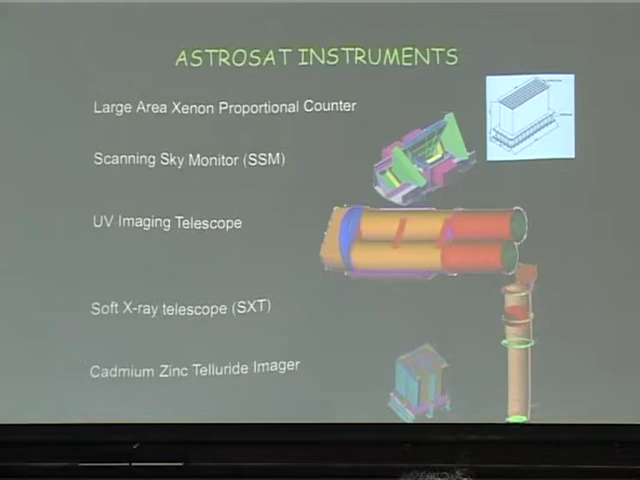 ASTROSAT INSTRUMENTS
Large Area Xenon Proportional Counter
Scanning Sky Monitor (SSM)
UV Imaging Telescope
Soft X-ray telescope (SXT)
Cadmium Zinc Telluride Imager